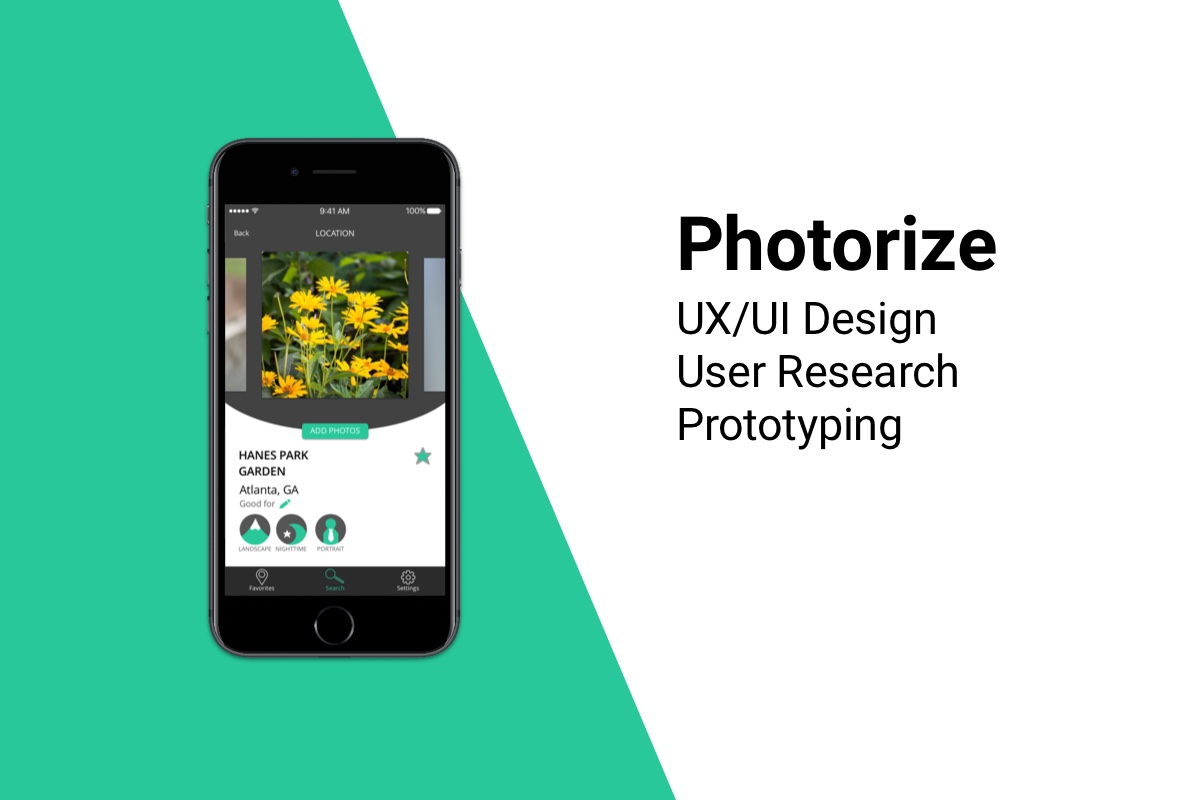 9:41 AM 100%
Back LOCATION
ADD PHOTOS
HANES PARK
GARDEN
Atlanta, GA
Good for
LANDSCAPE NIGHTTIME PORTRAIT
Favorites Search Settings
Photorize
UX/UI Design
User Research
Prototyping